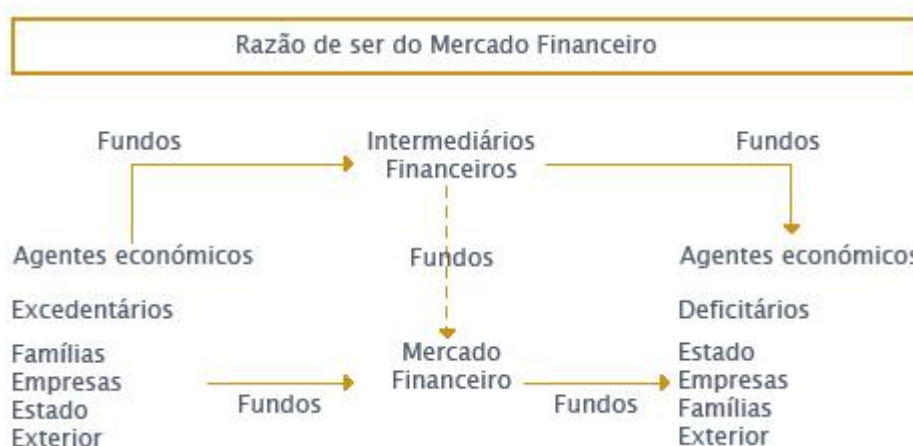 Razão de ser do Mercado Financeiro
Fundos
Intermediários
Financeiros
Fundos
Agentes económicos
Fundos
Agentes económicos
Excedentários
Deficitários
Famílias
Empresas
Estado
Exterior
Fundos
Mercado
Financeiro
Fundos
Estado
Empresas
Famílias
Exterior